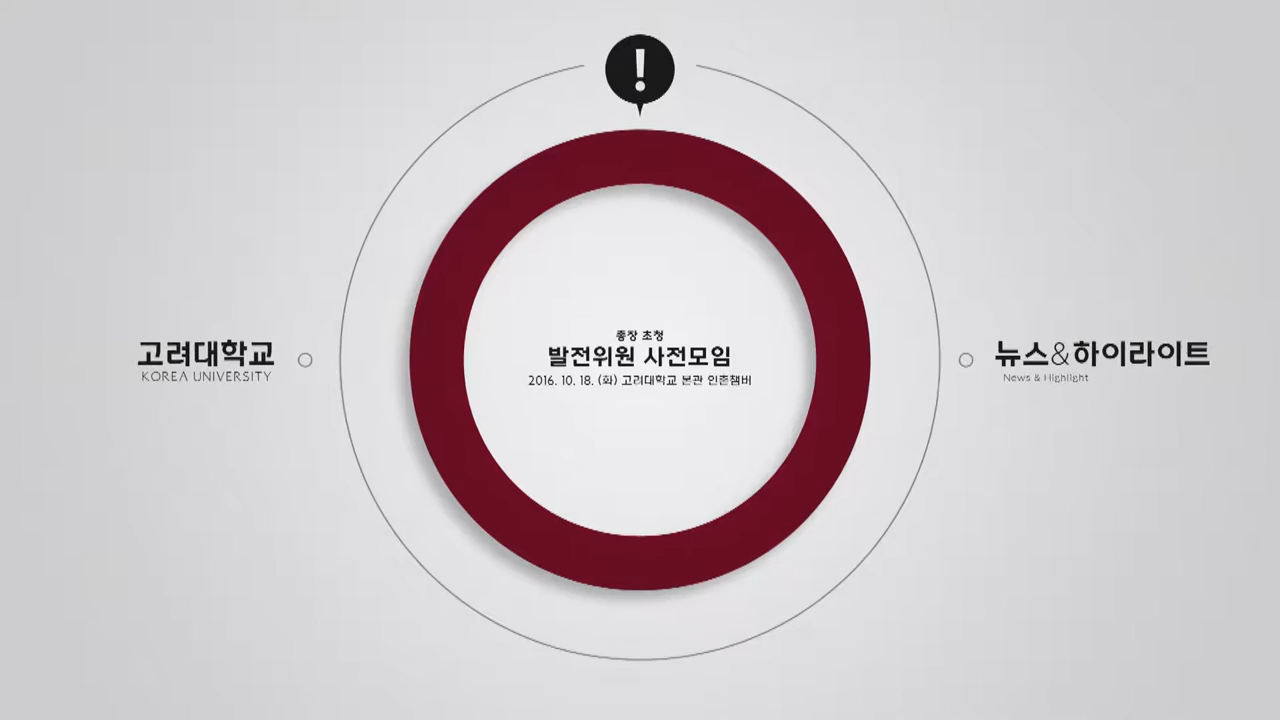 !
고려대학교
KOREA UNIVERSITY
총장 초청
발전위원 사전모임
2016. 10. 18. (화) 고려대학교 본관 인촌챔버
뉴스&하이라이트
News & Highlight